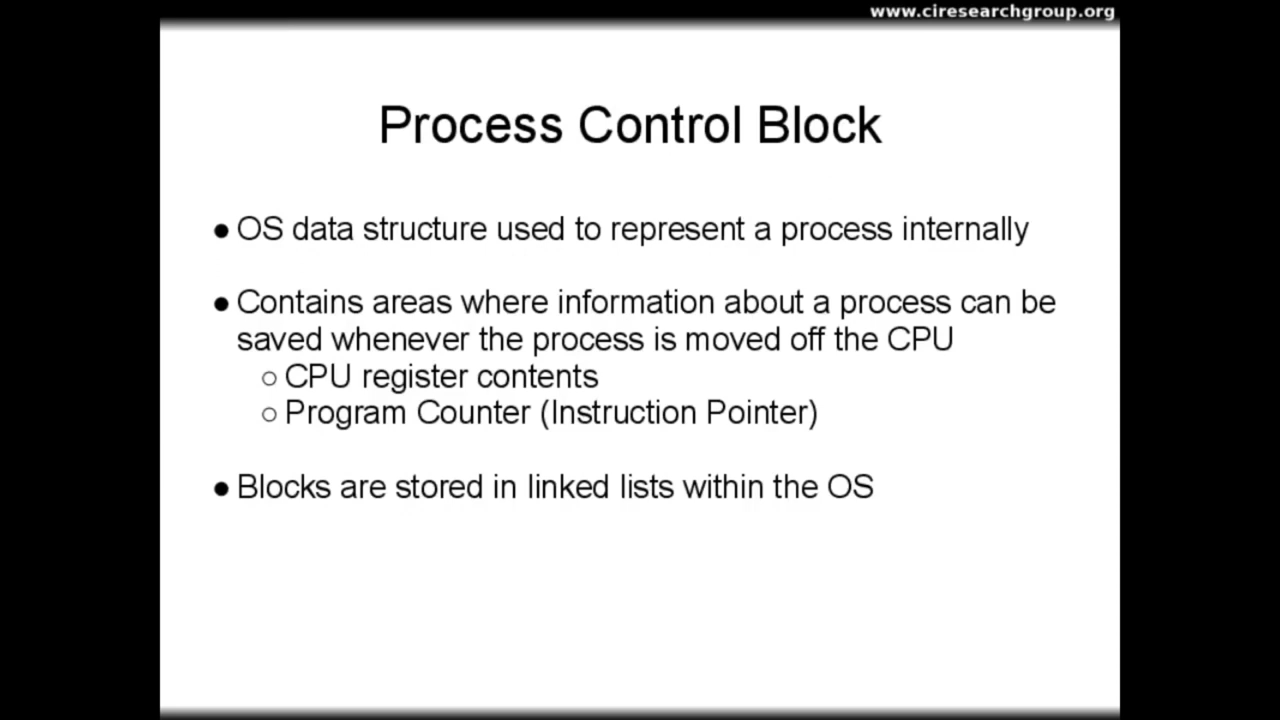 www.ciresearchgroup.org
Process Control Block
● OS data structure used to represent a process internally
● Contains areas where information about a process can be
saved whenever the process is moved off the CPU
○ CPU register contents
○ Program Counter (Instruction Pointer)
● Blocks are stored in linked lists within the OS